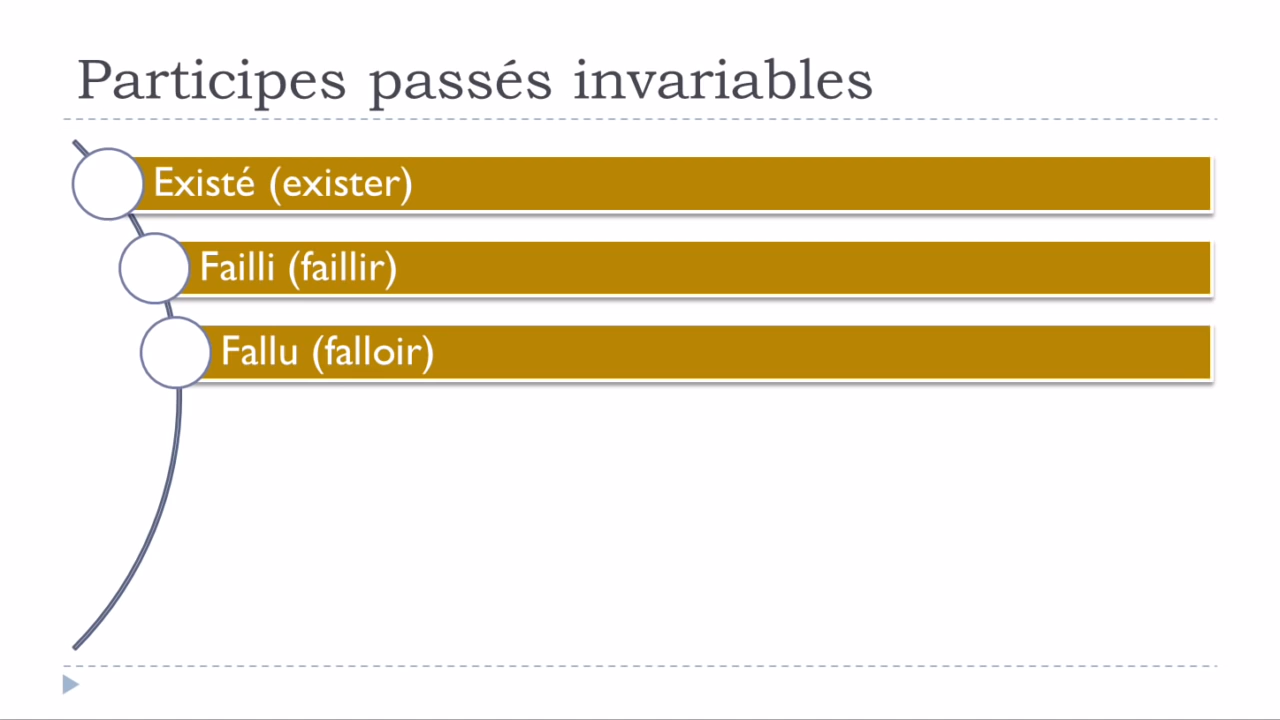 Participes passés invariables
Existé (exister)
Failli (faillir)
Fallu (falloir)